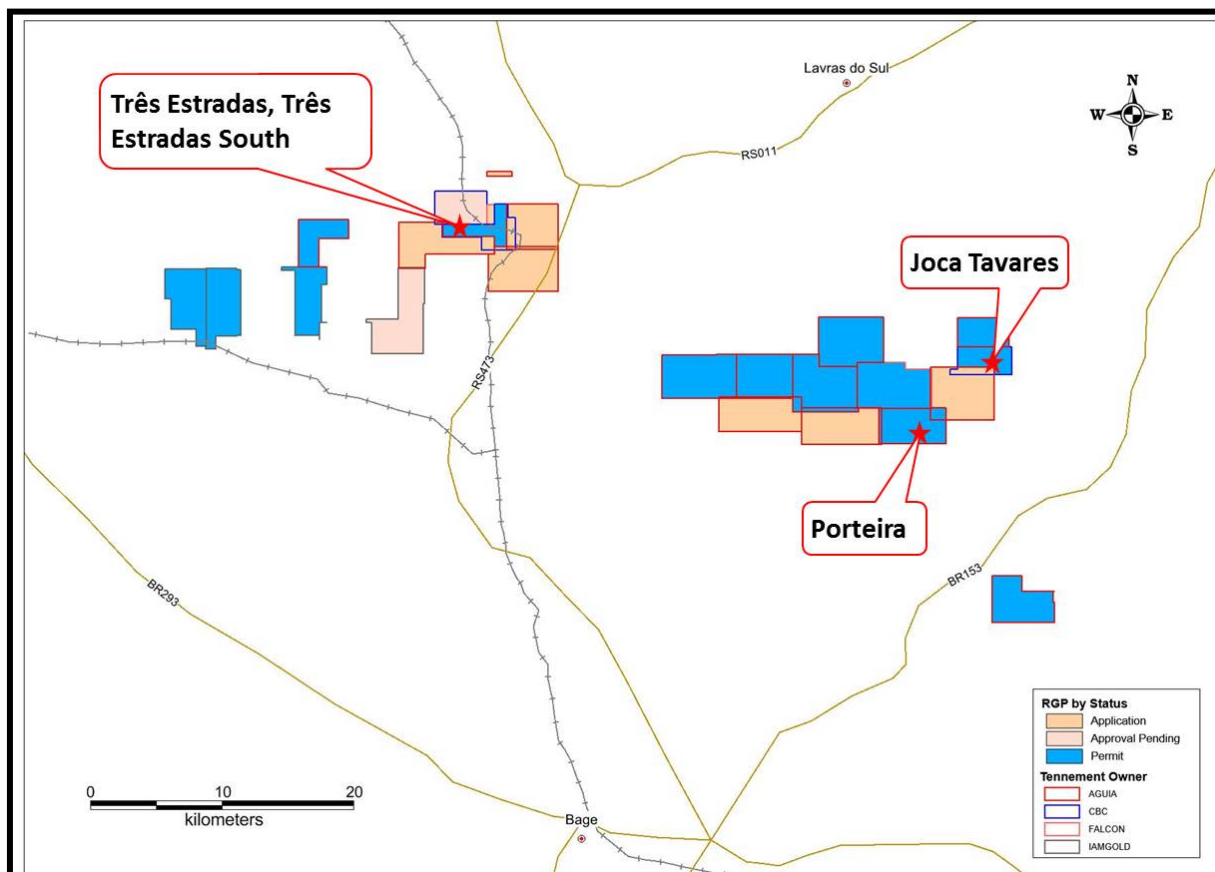 Lavras do Sul
Três Estradas, Três
Estradas South
N
W
E
S
RS011
Joca Tavares
RS473
Porteira
BR293
BR153
RGP by Status
Application
Approval Pending
Permit
Tennement Owner
AGUIA
CBC
FALCON
IAMGOLD
0 10 20
kilometers
Bage